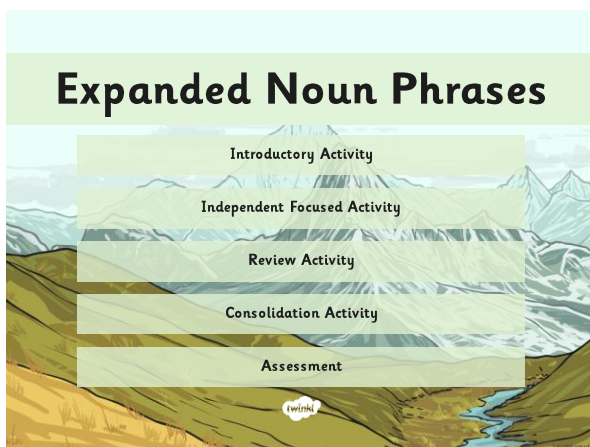 Expanded Noun Phrases
Introductory Activity
Independent Focused Activity
Review Activity
Consolidation Activity
Assessment
twinkl